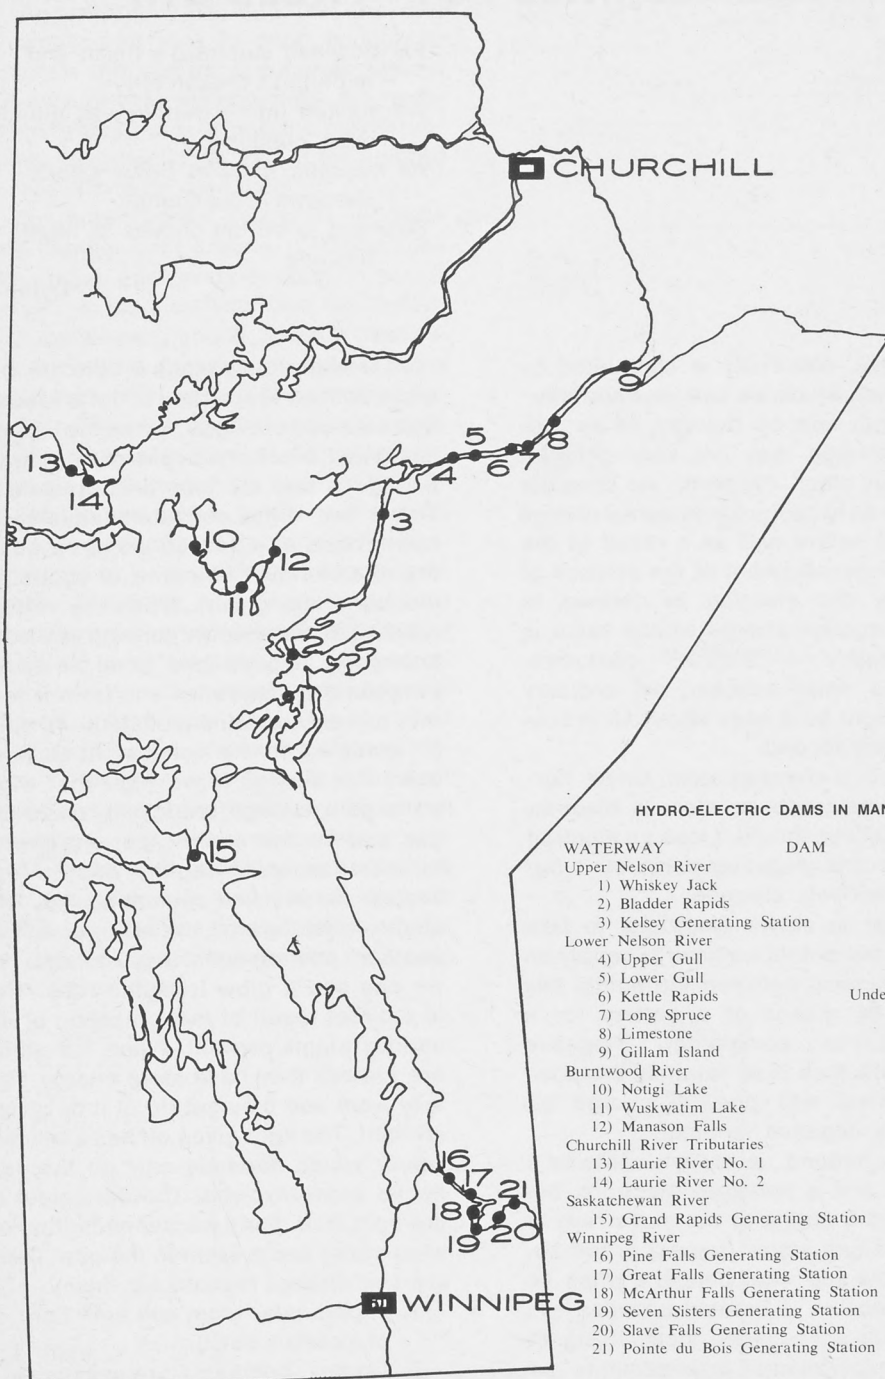 CHURCHILL
9
8
7
6
5
4
3
13
14
10
12
11
2
1
15
HYDRO-ELECTRIC DAMS IN MAN
WATERWAY DAM
Upper Nelson River
1) Whiskey Jack
2) Bladder Rapids
3) Kelsey Generating Station
Lower Nelson River
4) Upper Gull
5) Lower Gull
6) Kettle Rapids Unde
7) Long Spruce
8) Limestone
9) Gillam Island
Burntwood River
10) Notigi Lake
11) Wuskwatim Lake
12) Manason Falls
Churchill River Tributaries
13) Laurie River No. 1
14) Laurie River No. 2
Saskatchewan River
15) Grand Rapids Generating Station
Winnipeg River
16) Pine Falls Generating Station
17) Great Falls Generating Station
18) McArthur Falls Generating Station
19) Seven Sisters Generating Station
20) Slave Falls Generating Station
21) Pointe du Bois Generating Station
16
17
18
21
19
20
WINNIPEG